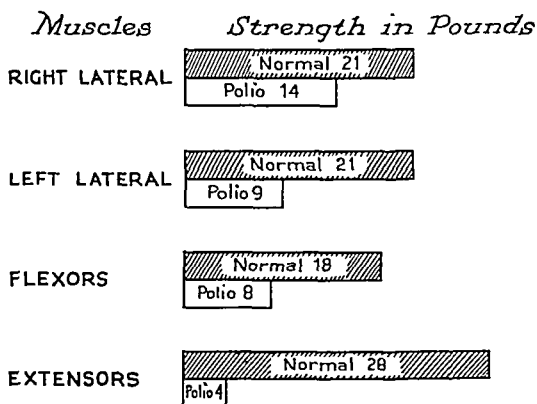 Muscles Strength in Pounds
Normal 21
RIGHT LATERAL
Polio 14
Normal 21
LEFT LATERAL
Polio 9
Normal 18
FLEXORS
Polio 8
Normal 28
EXTENSORS
Polio 4